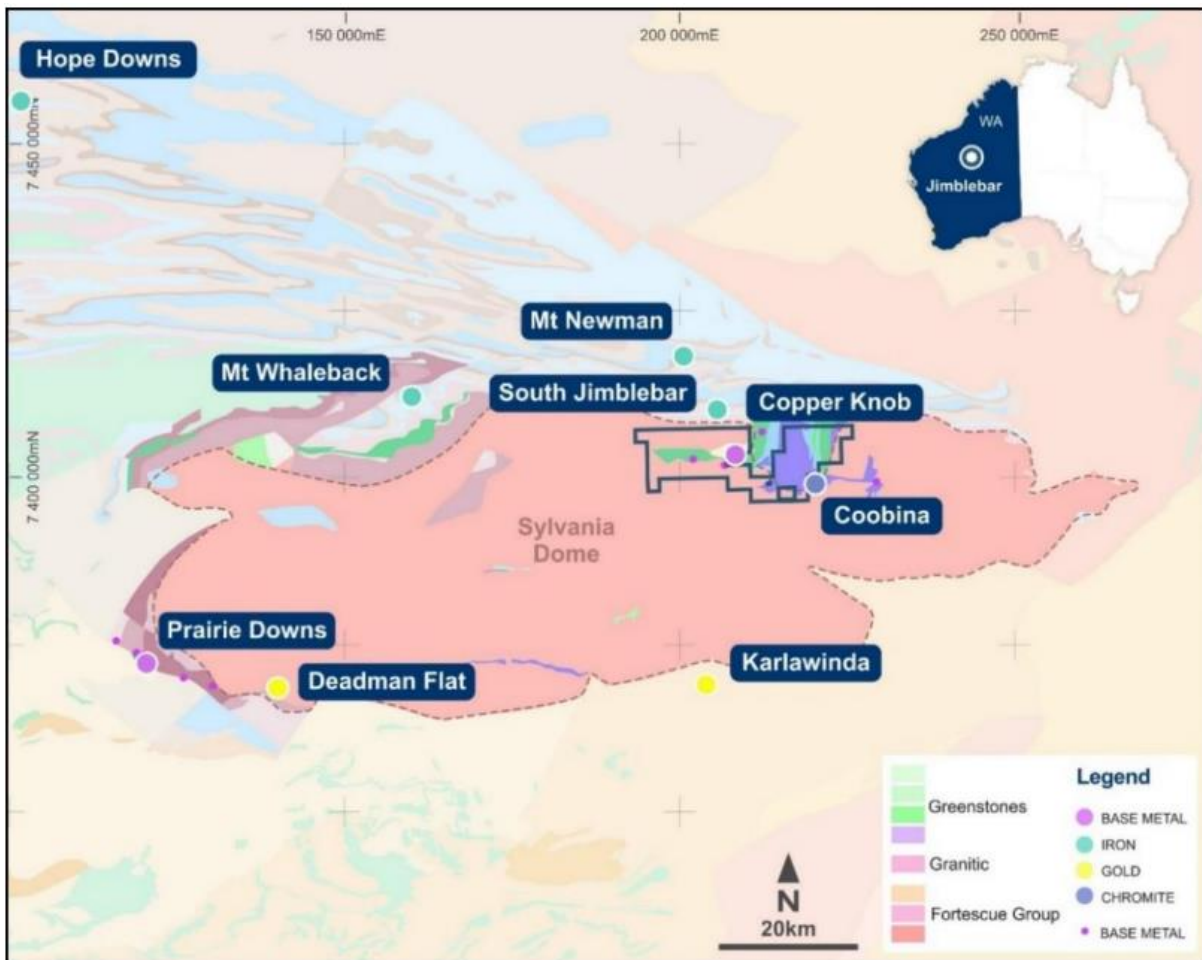 150 000mE
200 000mE
250 000mE
Hope Downs
7 450 000mN
WA
Jimblebar
Mt Newman
Mt Whaleback
South Jimblebar
Copper Knob
7 400 000mN
Coobina
Sylvania
Dome
Prairie Downs
Karlawinda
Deadman Flat
Legend
Greenstones
Granitic
Fortescue Group
BASE METAL
IRON
GOLD
CHROMITE
BASE METAL
N
20km